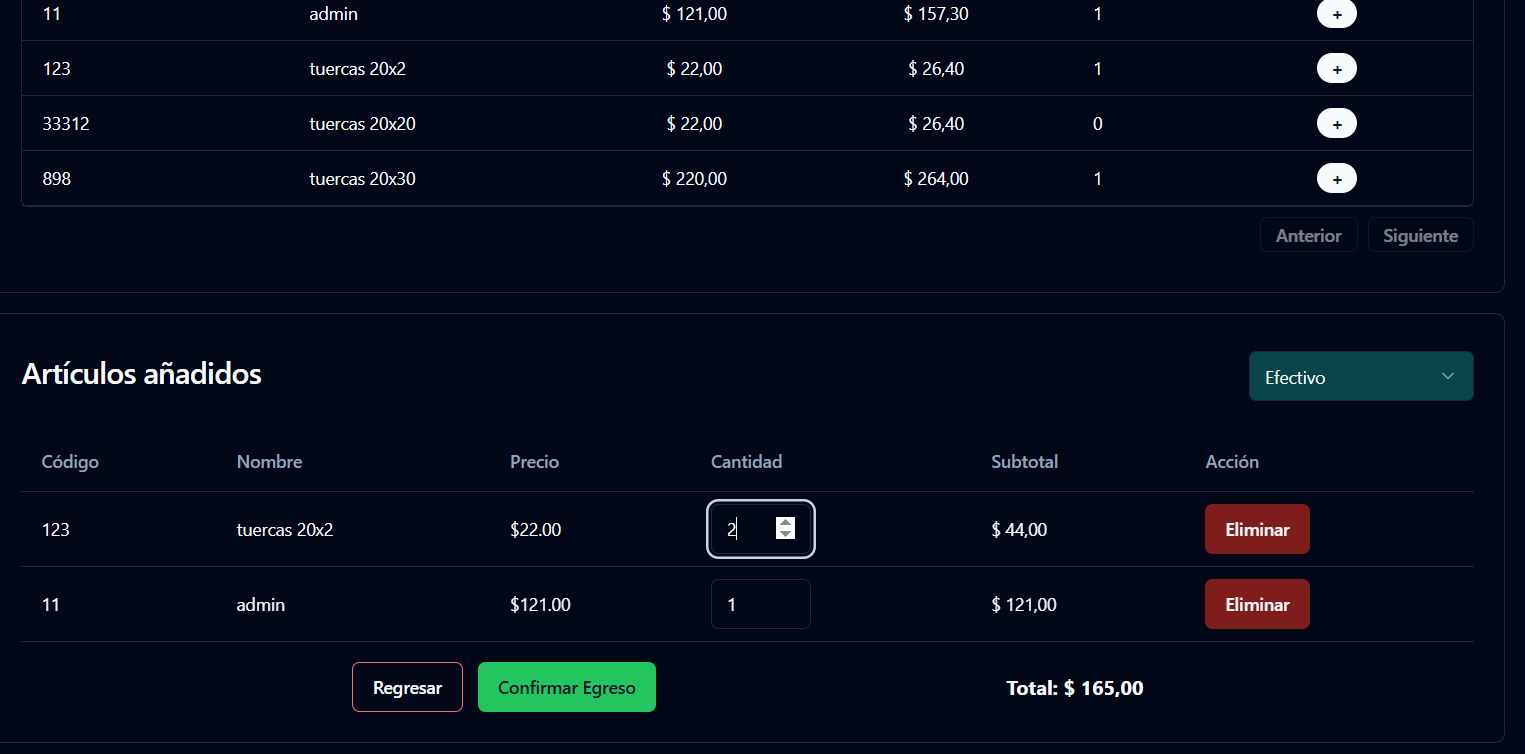 11 admin $ 121,00 $ 157,30 1 +
123 tuercas 20x2 $ 22,00 $ 26,40 1 +
33312 tuercas 20x20 $ 22,00 $ 26,40 0 +
898 tuercas 20x30 $ 220,00 $ 264,00 1 +
Anterior Siguiente
Artículos añadidos Efectivo
Código Nombre Precio Cantidad Subtotal Acción
123 tuercas 20x2 $22.00 2 $ 44,00 Eliminar
11 admin $121.00 1 $ 121,00 Eliminar
Regresar Confirmar Egreso Total: $ 165,00